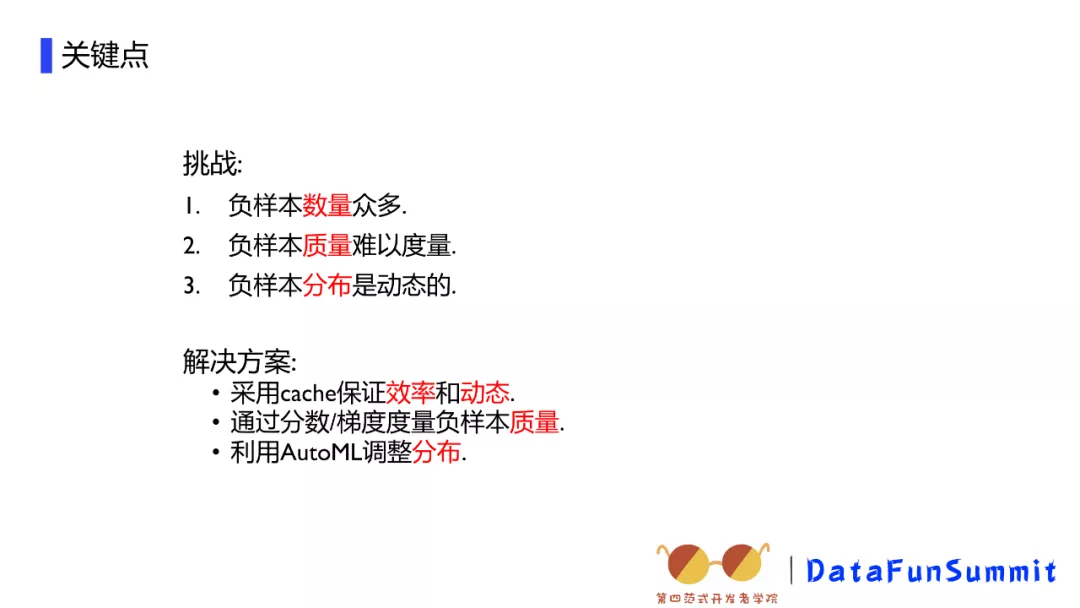 关键点
挑战:
1. 负样本数量众多.
2. 负样本质量难以度量.
3. 负样本分布是动态的.
解决方案:
• 采用cache保证效率和动态.
• 通过分数/梯度度量负样本质量.
• 利用AutoML调整分布.
第四范式开发者学院 | DataFunSummit